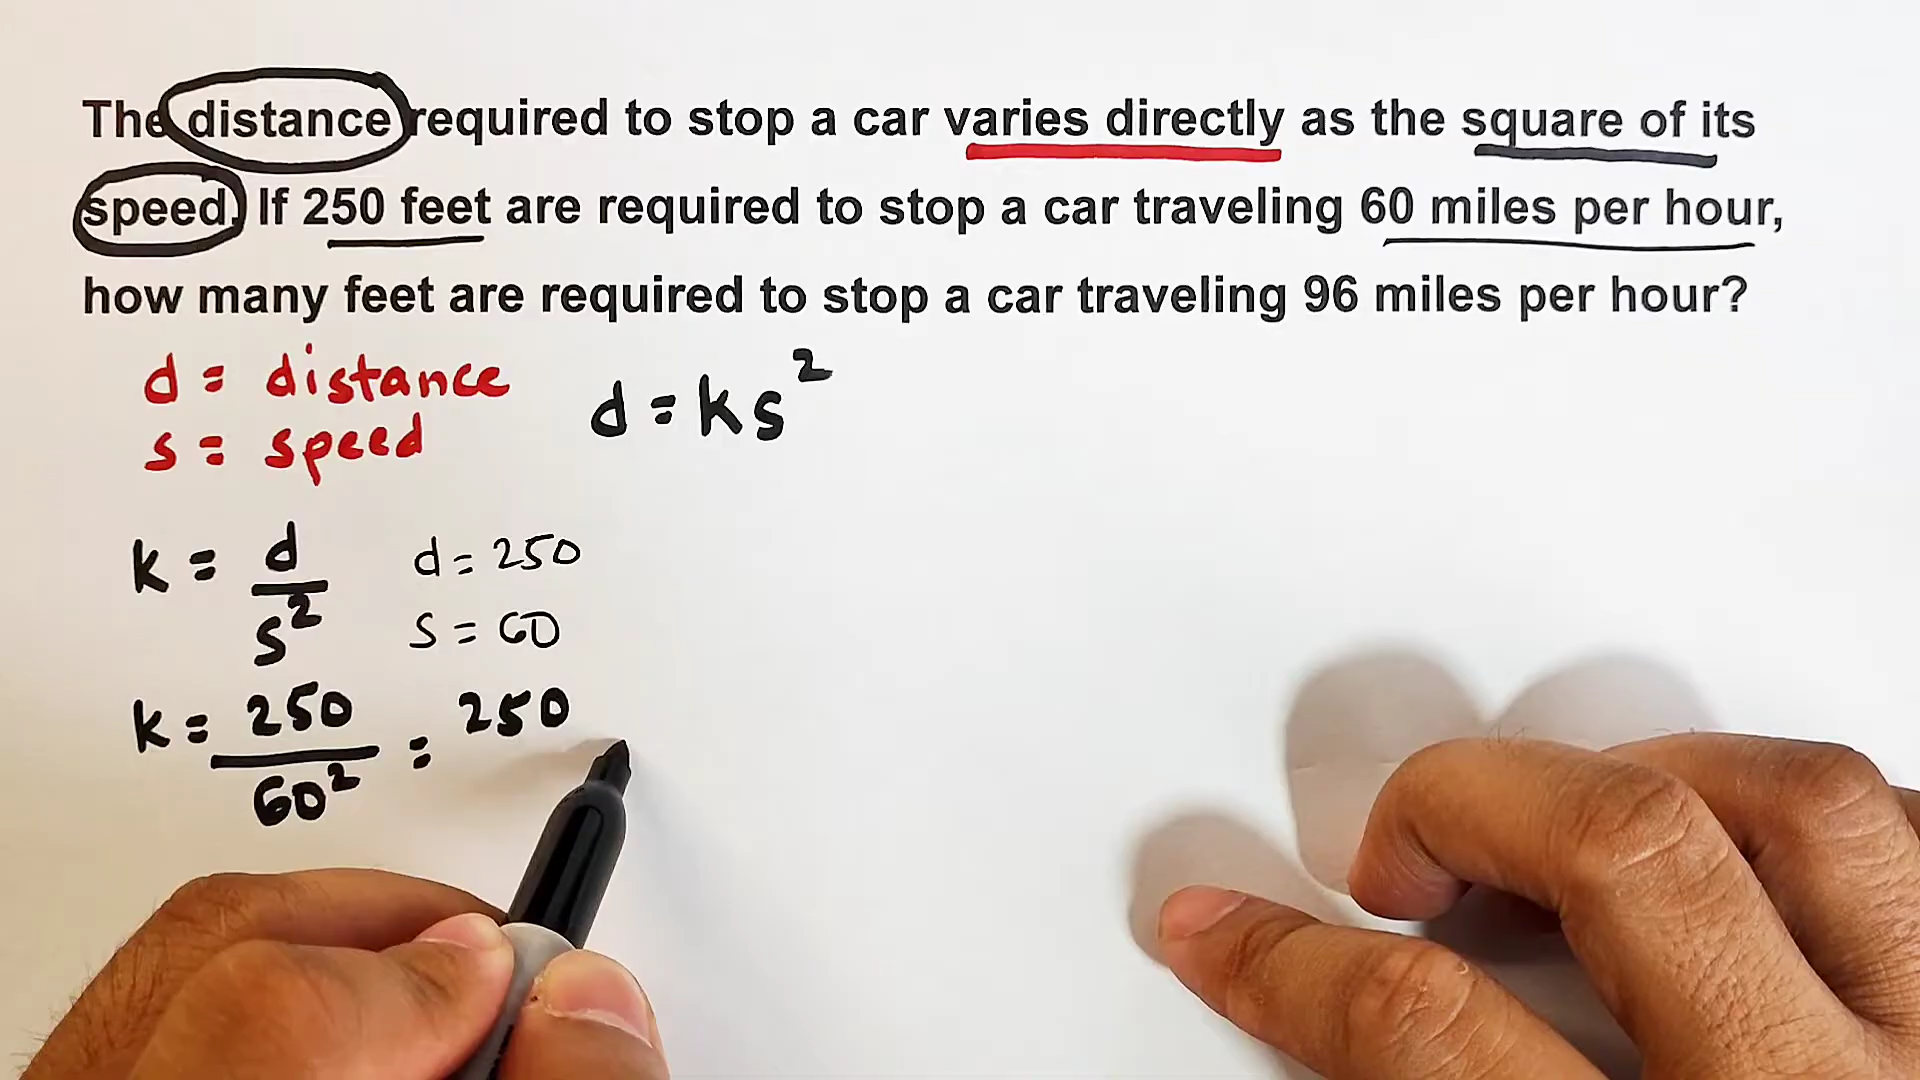 The distance required to stop a car varies directly as the square of its
speed. If 250 feet are required to stop a car traveling 60 miles per hour,
how many feet are required to stop a car traveling 96 miles per hour?
d = distance
s = speed
d = ks²
k = d/s²
d = 250
s = 60
k = 250/60² = 250